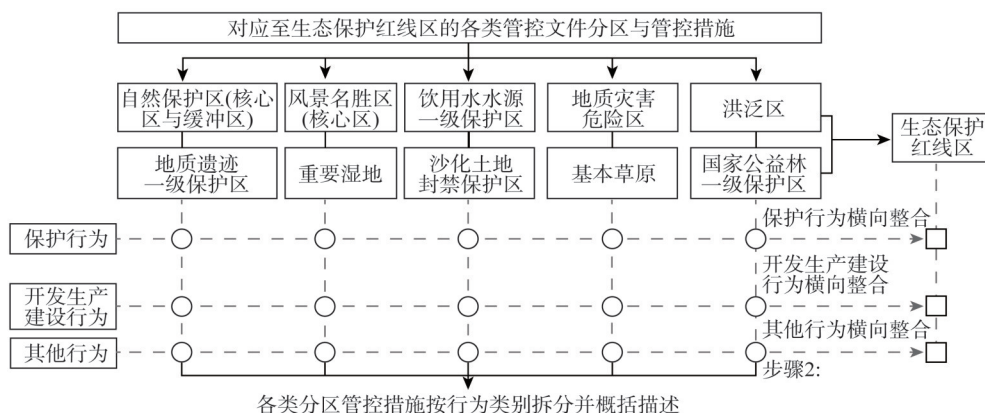 对应至生态保护红线区的各类管控文件分区与管控措施
自然保护区(核心
区与缓冲区)
风景名胜区
(核心区)
饮用水水源
一级保护区
地质灾害
危险区
洪泛区
生态保护
红线区
地质遗迹
一级保护区
重要湿地
沙化土地
封禁保护区
基本草原
国家公益林
一级保护区
保护行为
保护行为横向整合
开发生产
建设行为
开发生产建设
行为横向整合
其他行为
其他行为横向整合
步骤2:
各类分区管控措施按行为类别拆分并概括描述